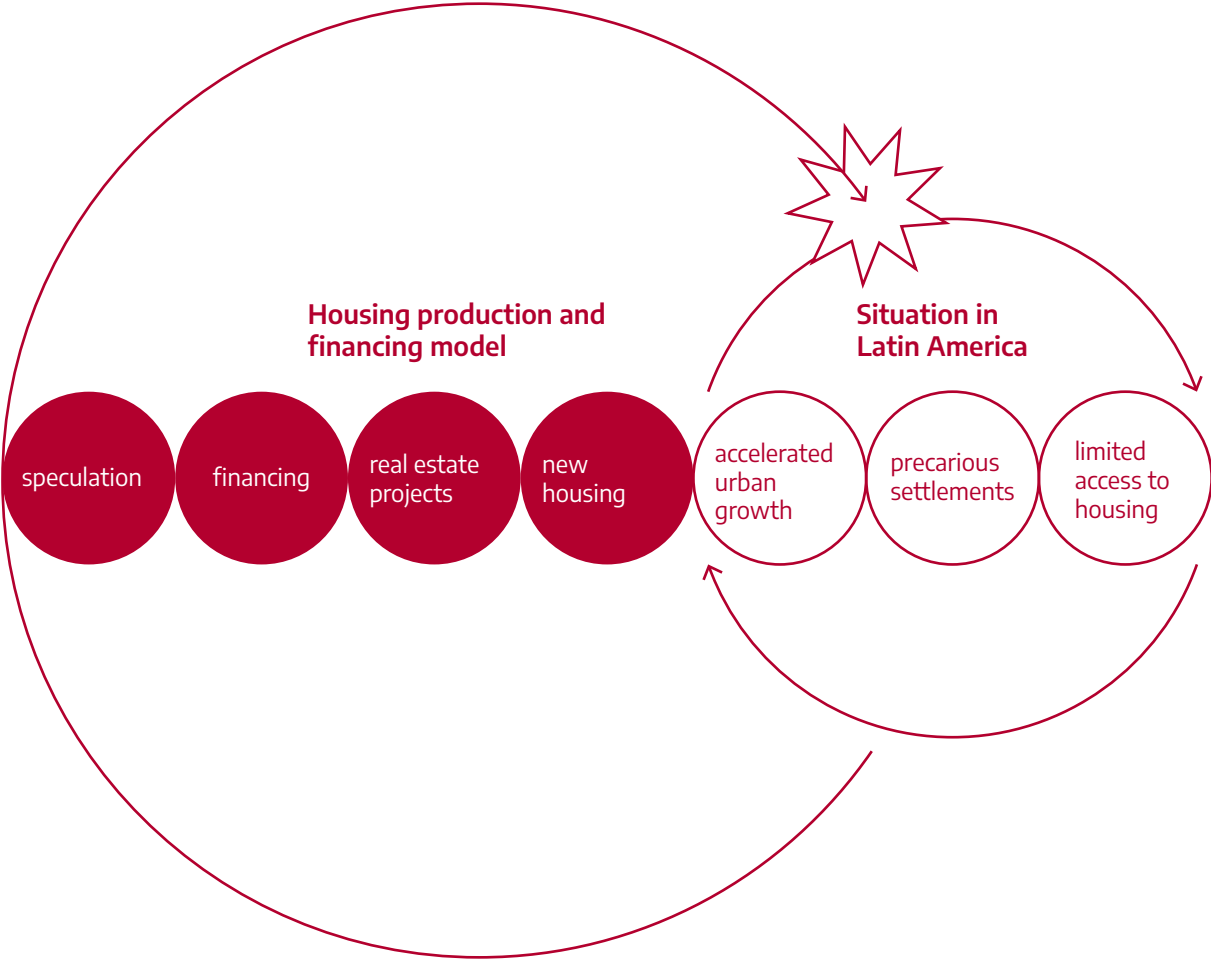 Housing production and
financing model
Situation in
Latin America
speculation
financing
real estate
projects
new
housing
accelerated
urban
growth
precarious
settlements
limited
access to
housing